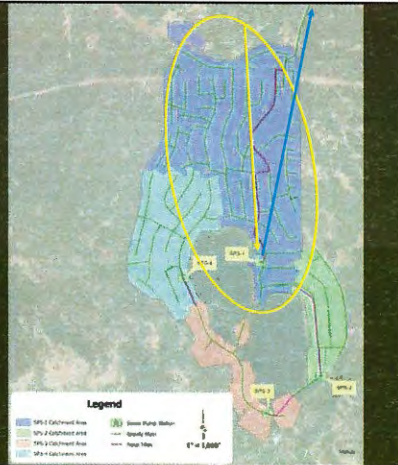 SPS-1
SPS-4
SPS-2
SPS-3
Legend
SPS-1 Catchment Area
SPS-2 Catchment Area
SPS-3 Catchment Area
SPS-4 Catchment Area
Sewer Pump Station
Gravity Main
Force Main
1" = 1,000'